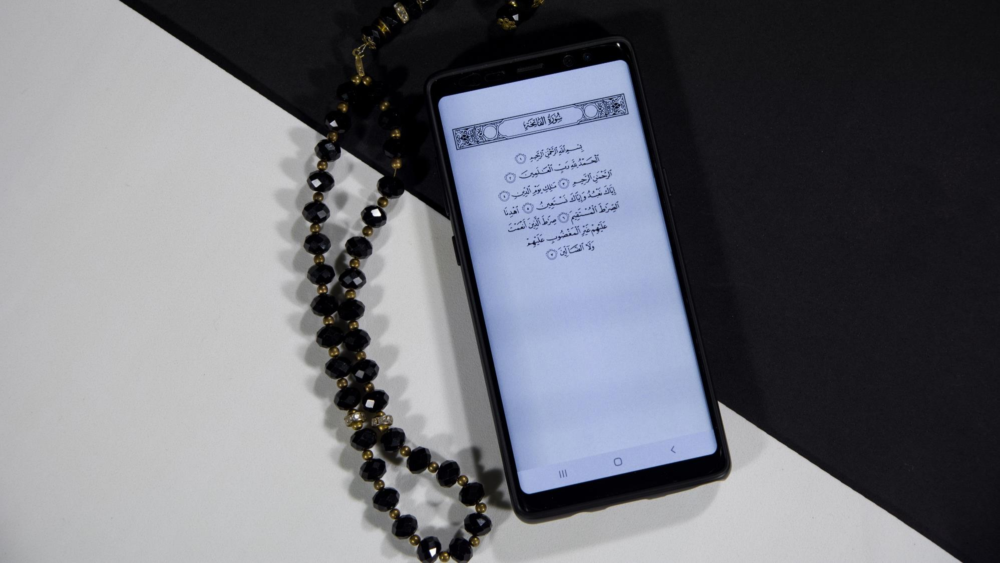 سُورَةُ الفَاتِحَةِ
بِسْمِ ٱللَّهِ ٱلرَّحْمَٰنِ ٱلرَّحِيمِ ١
ٱلْحَمْدُ لِلَّهِ رَبِّ ٱلْعَٰلَمِينَ ٢
ٱلرَّحْمَٰنِ ٱلرَّحِيمِ ٣ مَٰلِكِ يَوْمِ ٱلدِّينِ ٤
إِيَّاكَ نَعْبُدُ وَإِيَّاكَ نَسْتَعِينُ ٥ ٱهْدِنَا
ٱلصِّرَٰطَ ٱلْمُسْتَقِيمَ ٦ صِرَٰطَ ٱلَّذِينَ أَنْعَمْتَ
عَلَيْهِمْ غَيْرِ ٱلْمَغْضُوبِ عَلَيْهِمْ
وَلَا ٱلضَّآلِّينَ ٧